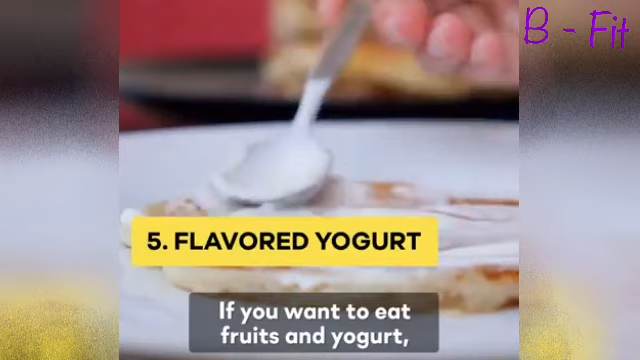 B - Fit
5. FLAVORED YOGURT
If you want to eat
fruits and yogurt,